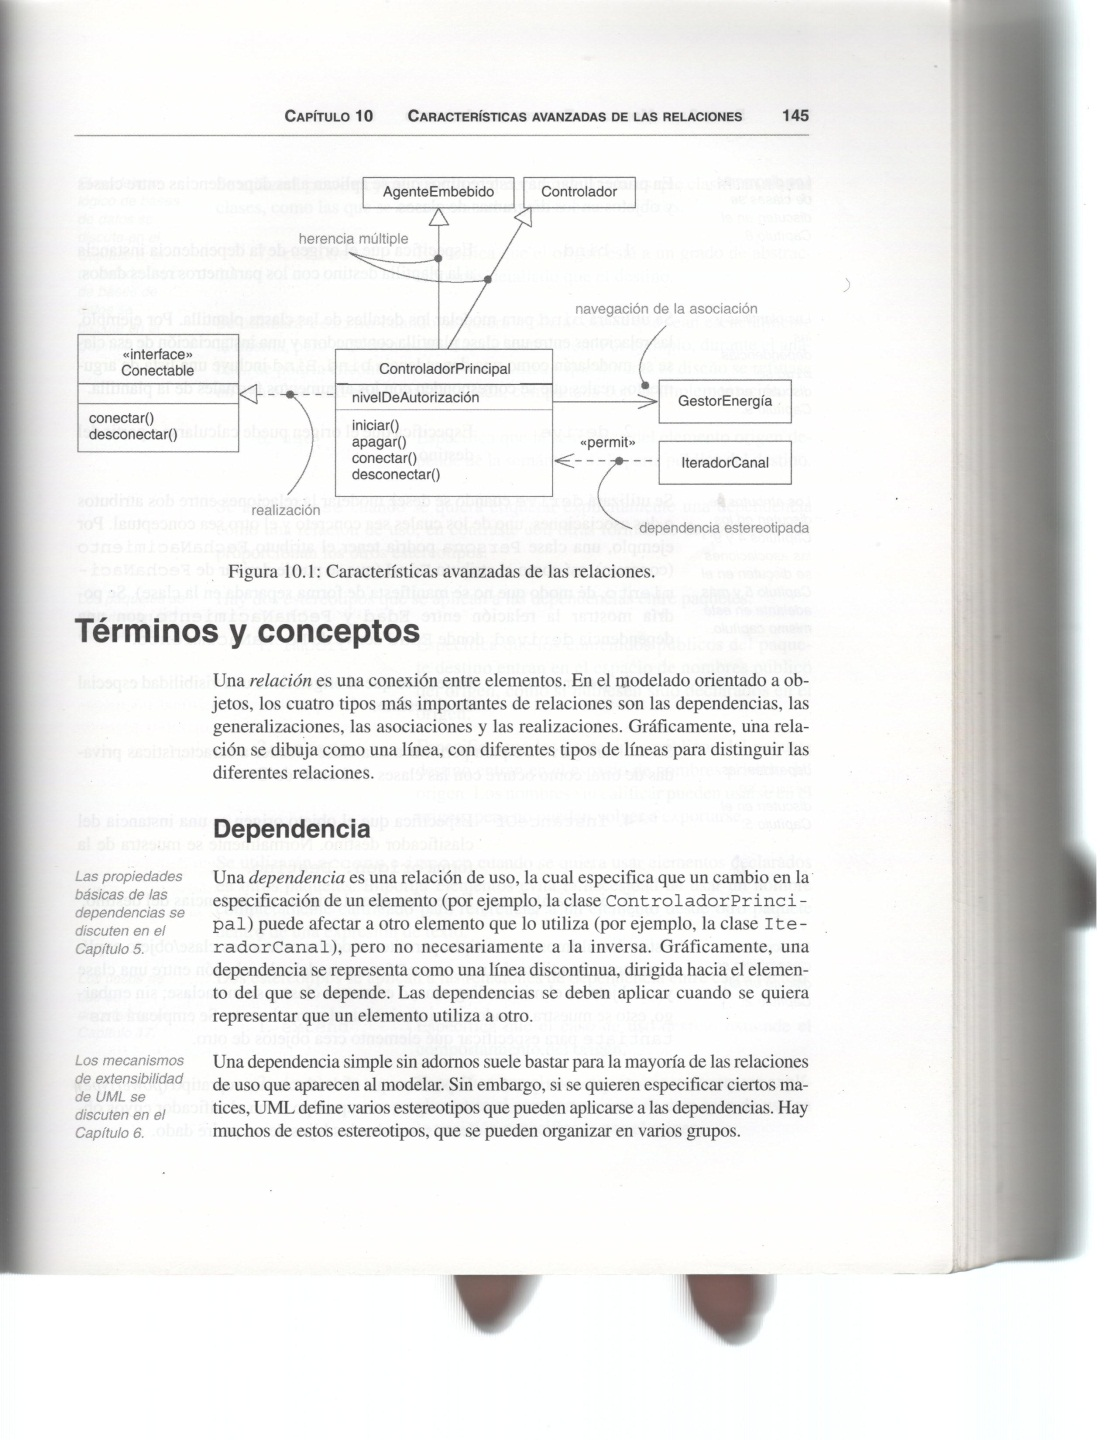 CAPÍTULO 10 CARACTERÍSTICAS AVANZADAS DE LAS RELACIONES 145
AgenteEmbebido
Controlador
herencia múltiple
navegación de la asociación
«interface»
Conectable
conectar()
desconectar()
ControladorPrincipal
nivelDeAutorización
iniciar()
apagar()
conectar()
desconectar()
GestorEnergía
«permit»
IteradorCanal
realización
dependencia estereotipada
Figura 10.1: Características avanzadas de las relaciones.
Términos y conceptos
Una relación es una conexión entre elementos. En el modelado orientado a ob-
jetos, los cuatro tipos más importantes de relaciones son las dependencias, las
generalizaciones, las asociaciones y las realizaciones. Gráficamente, una rela-
ción se dibuja como una línea, con diferentes tipos de líneas para distinguir las
diferentes relaciones.
Dependencia
Las propiedades
básicas de las
dependencias se
discuten en el
Capítulo 5.
Una dependencia es una relación de uso, la cual especifica que un cambio en la
especificación de un elemento (por ejemplo, la clase ControladorPrinci-
pal) puede afectar a otro elemento que lo utiliza (por ejemplo, la clase Ite-
radorCanal), pero no necesariamente a la inversa. Gráficamente, una
dependencia se representa como una línea discontinua, dirigida hacia el elemen-
to del que se depende. Las dependencias se deben aplicar cuando se quiera
representar que un elemento utiliza a otro.
Los mecanismos
de extensibilidad
de UML se
discuten en el
Capítulo 6.
Una dependencia simple sin adornos suele bastar para la mayoría de las relaciones
de uso que aparecen al modelar. Sin embargo, si se quieren especificar ciertos ma-
tices, UML define varios estereotipos que pueden aplicarse a las dependencias. Hay
muchos de estos estereotipos, que se pueden organizar en varios grupos.